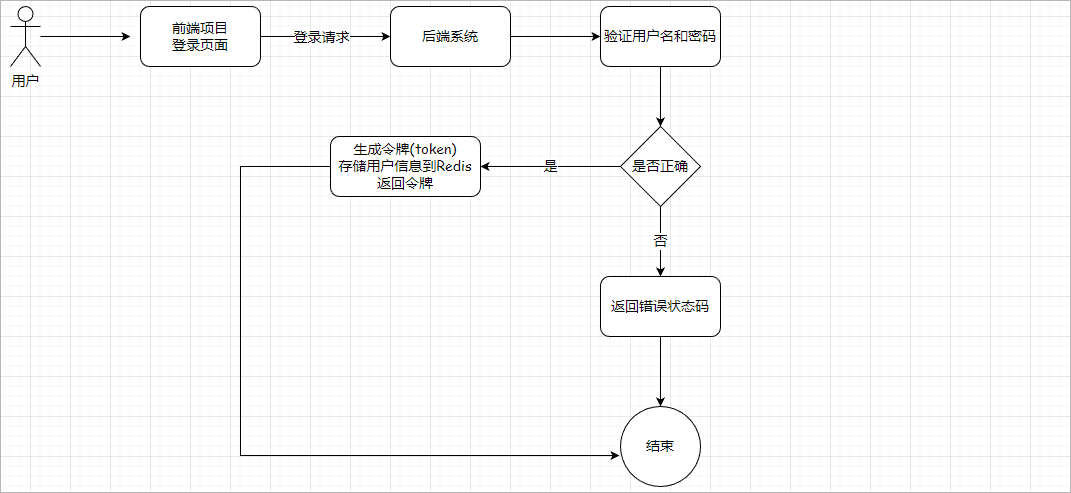 用户
前端项目
登录页面
登录请求
后端系统
验证用户名和密码
是否正确
是
生成令牌(token)
存储用户信息到Redis
返回令牌
否
返回错误状态码
结束